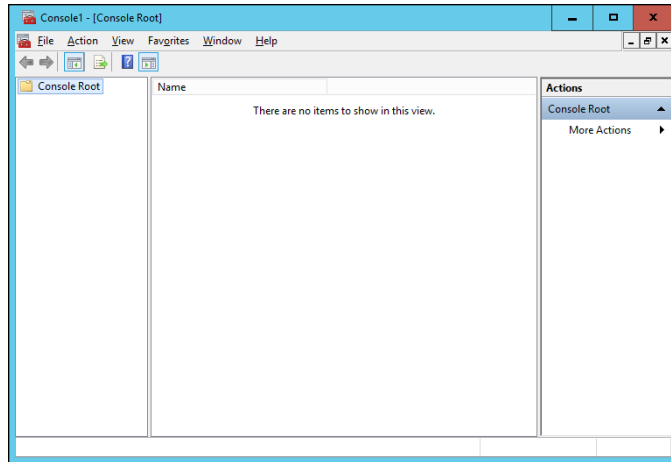 Console1 - [Console Root]
File Action View Favorites Window Help
Console Root
Name
There are no items to show in this view.
Actions
Console Root
More Actions